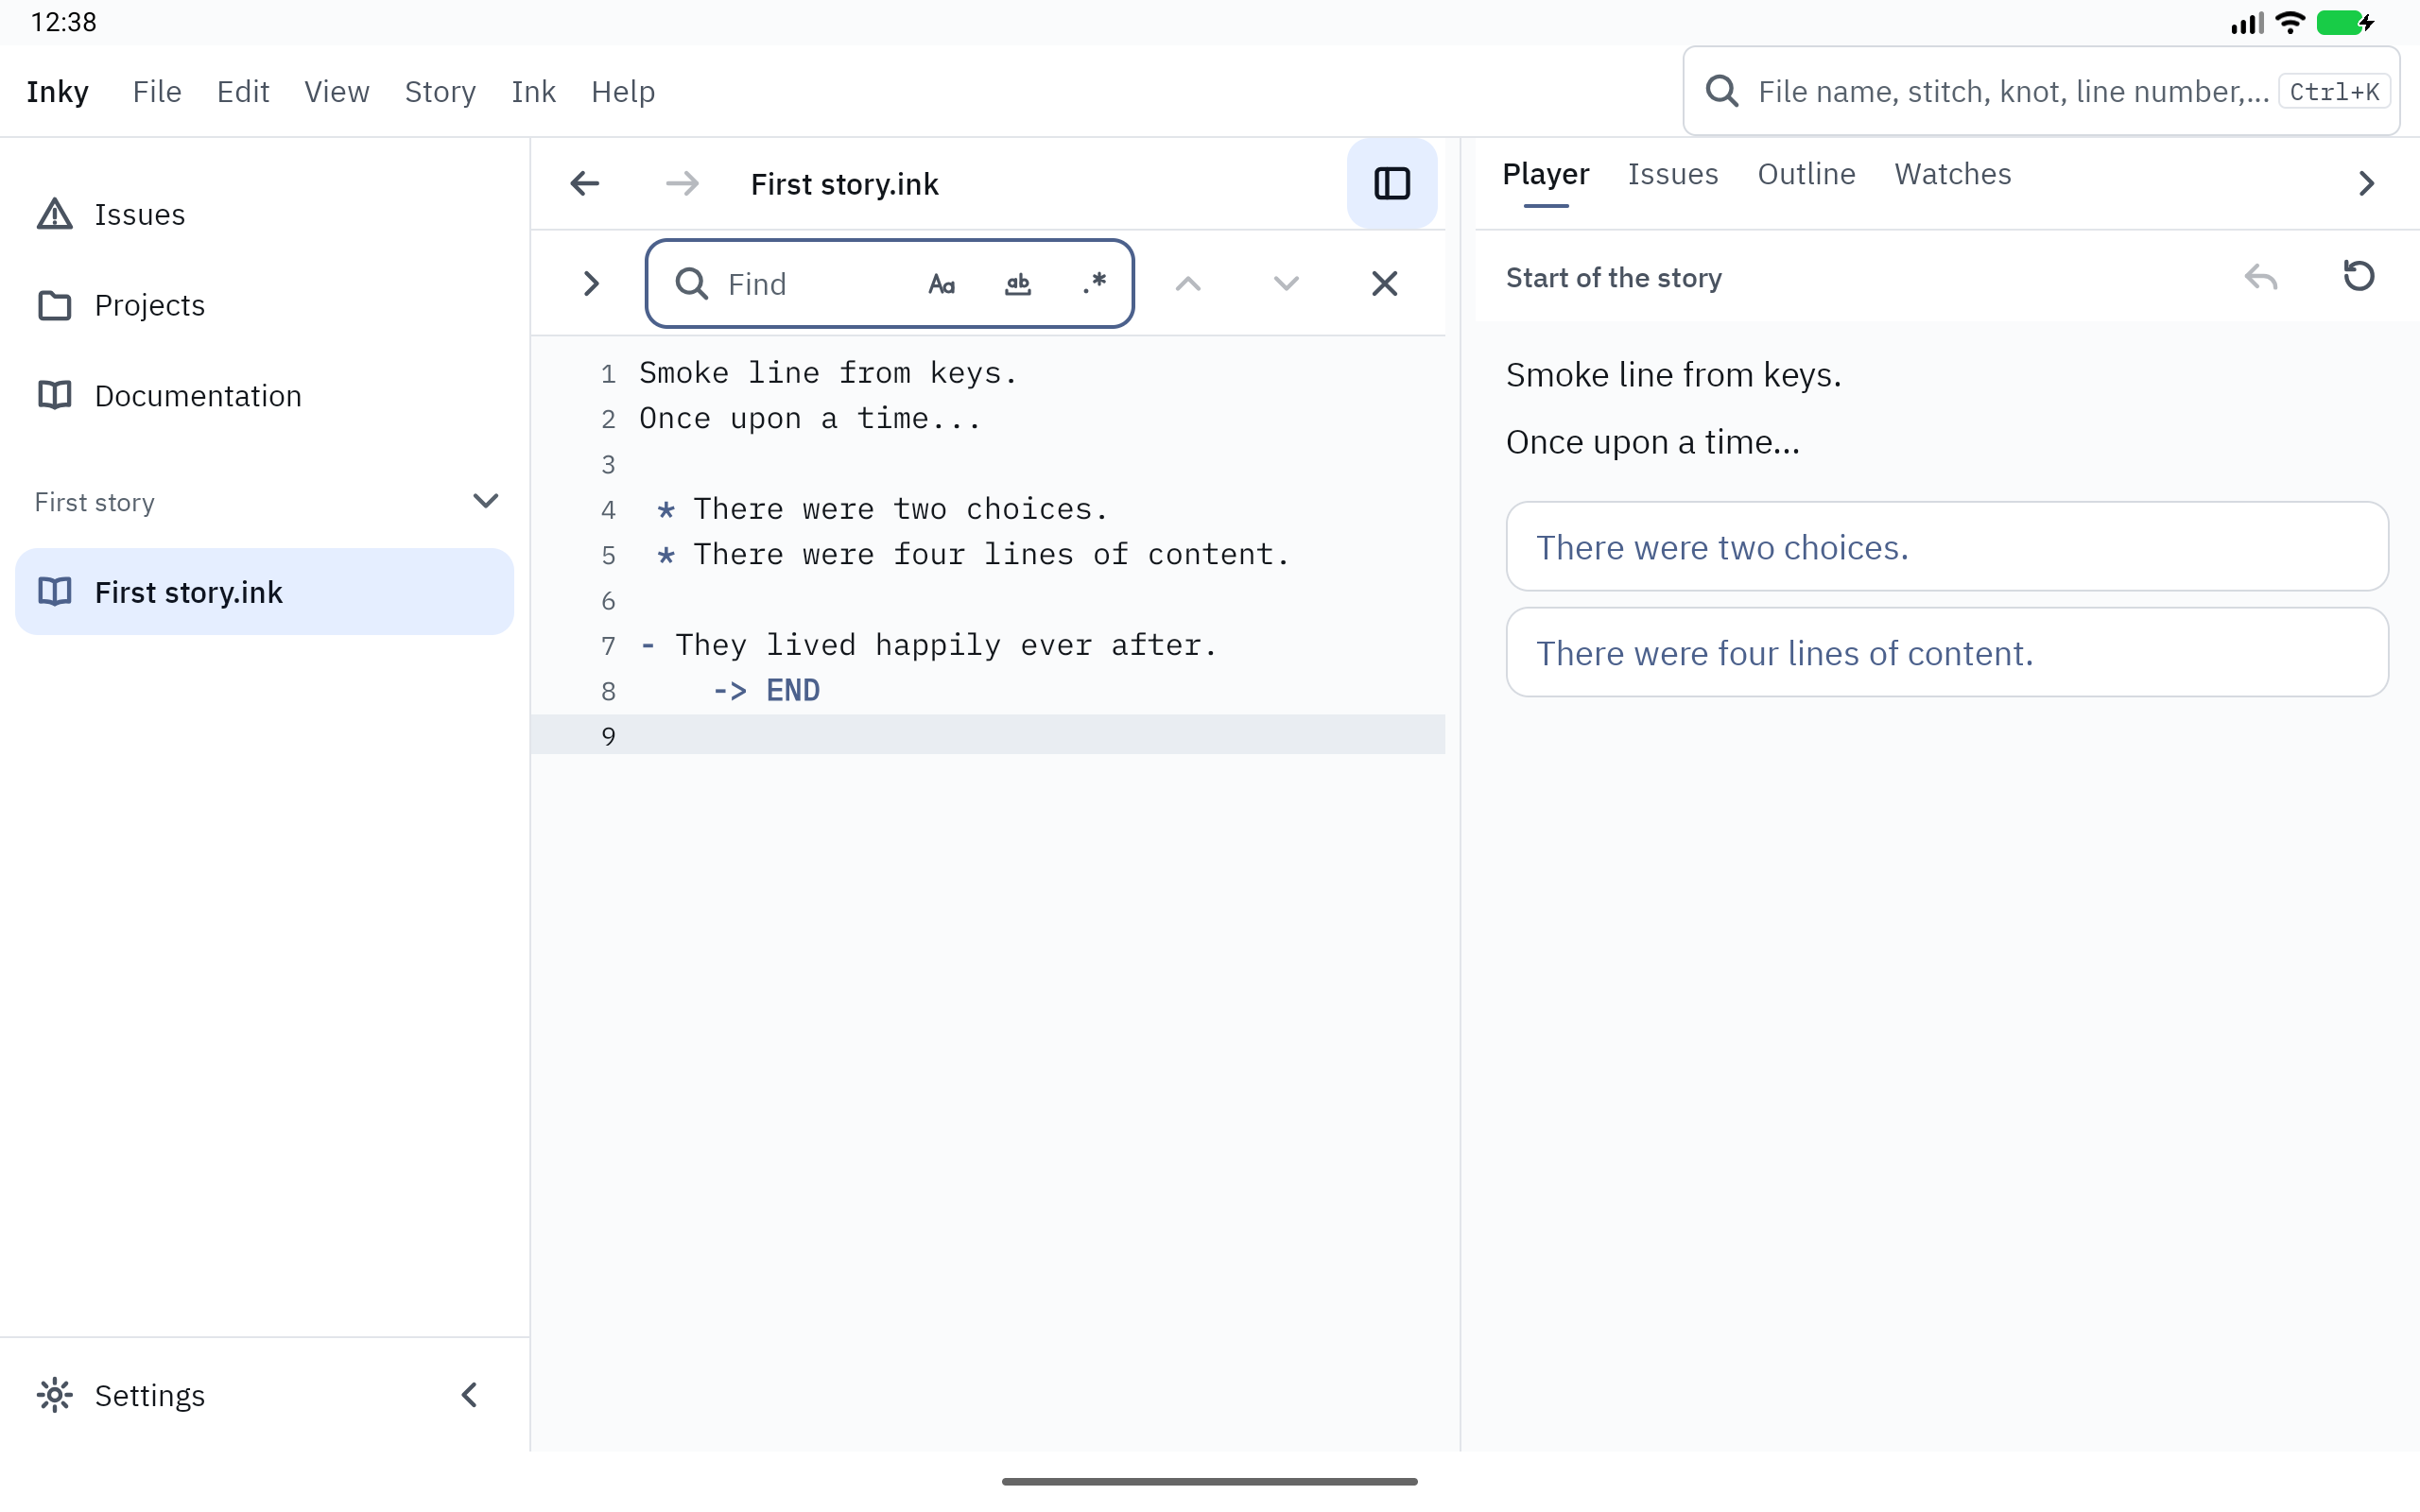 12:38
Inky File Edit View Story Ink Help
File name, stitch, knot, line number,... Ctrl+K
Issues
Projects
Documentation
First story
First story.ink
Settings
First story.ink
Find Aa ab .*
1 Smoke line from keys.
2 Once upon a time...
3
4 * There were two choices.
5 * There were four lines of content.
6
7 - They lived happily ever after.
8 -> END
9
Player Issues Outline Watches
Start of the story
Smoke line from keys.
Once upon a time...
There were two choices.
There were four lines of content.